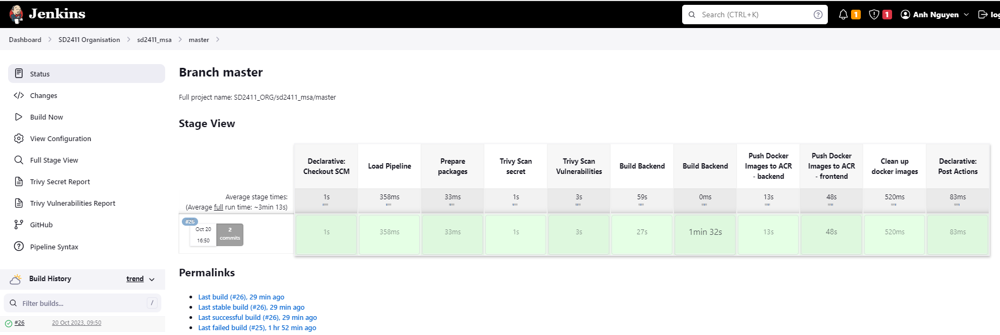 Jenkins
Search (CTRL+K)
1
1
Anh Nguyen
log
Dashboard
SD2411 Organisation
sd2411_msa
master
Status
Changes
Build Now
View Configuration
Full Stage View
Trivy Secret Report
Trivy Vulnerabilities Report
GitHub
Pipeline Syntax
Build History
trend
Filter builds...
/
#26
20 Oct 2023, 09:50
Branch master
Full project name: SD2411_ORG/sd2411_msa/master
Stage View
Declarative: Checkout SCM
Load Pipeline
Prepare packages
Trivy Scan secret
Trivy Scan Vulnerabilities
Build Backend
Build Backend
Push Docker Images to ACR - backend
Push Docker Images to ACR - frontend
Clean up docker images
Declarative: Post Actions
Average stage times:
(Average full run time: ~3min 13s)
1s
358ms
33ms
1s
3s
59s
0ms
13s
48s
520ms
83ms
#26
Oct 20
16:50
2
commits
1s
358ms
33ms
1s
3s
27s
1min 32s
13s
48s
520ms
83ms
Permalinks
Last build (#26), 29 min ago
Last stable build (#26), 29 min ago
Last successful build (#26), 29 min ago
Last failed build (#25), 1 hr 52 min ago